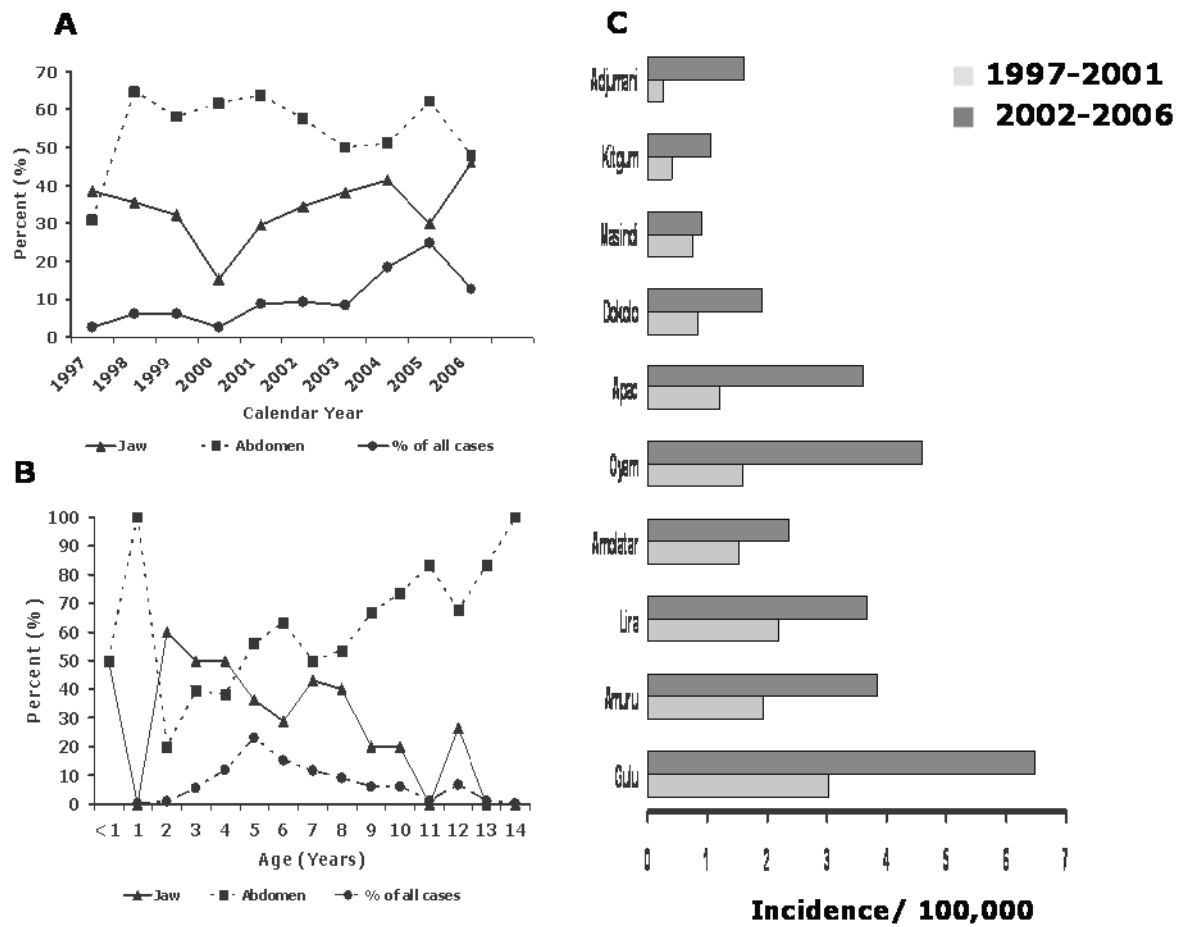 A
70
60
50
40
30
20
10
0
Percent (%)
1997 1998 1999 2000 2001 2002 2003 2004 2005 2006
Calendar Year
Jaw Abdomen % of all cases
B
100
90
80
70
60
50
40
30
20
10
0
Percent (%)
<1 1 2 3 4 5 6 7 8 9 10 11 12 13 14
Age (Years)
Jaw Abdomen % of all cases
C
1997-2001
2002-2006
Adjumani
Kitgum
Masindi
Dokolo
Apac
Oyam
Amolatar
Lira
Amuru
Gulu
0 1 2 3 4 5 6 7
Incidence/ 100,000